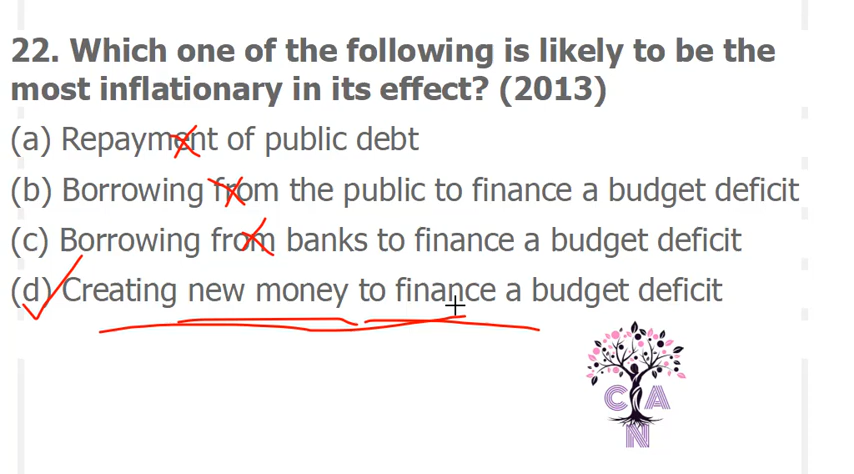 22. Which one of the following is likely to be the
most inflationary in its effect? (2013)
(a) Repayment of public debt
(b) Borrowing from the public to finance a budget deficit
(c) Borrowing from banks to finance a budget deficit
(d) Creating new money to finance a budget deficit
C A
N